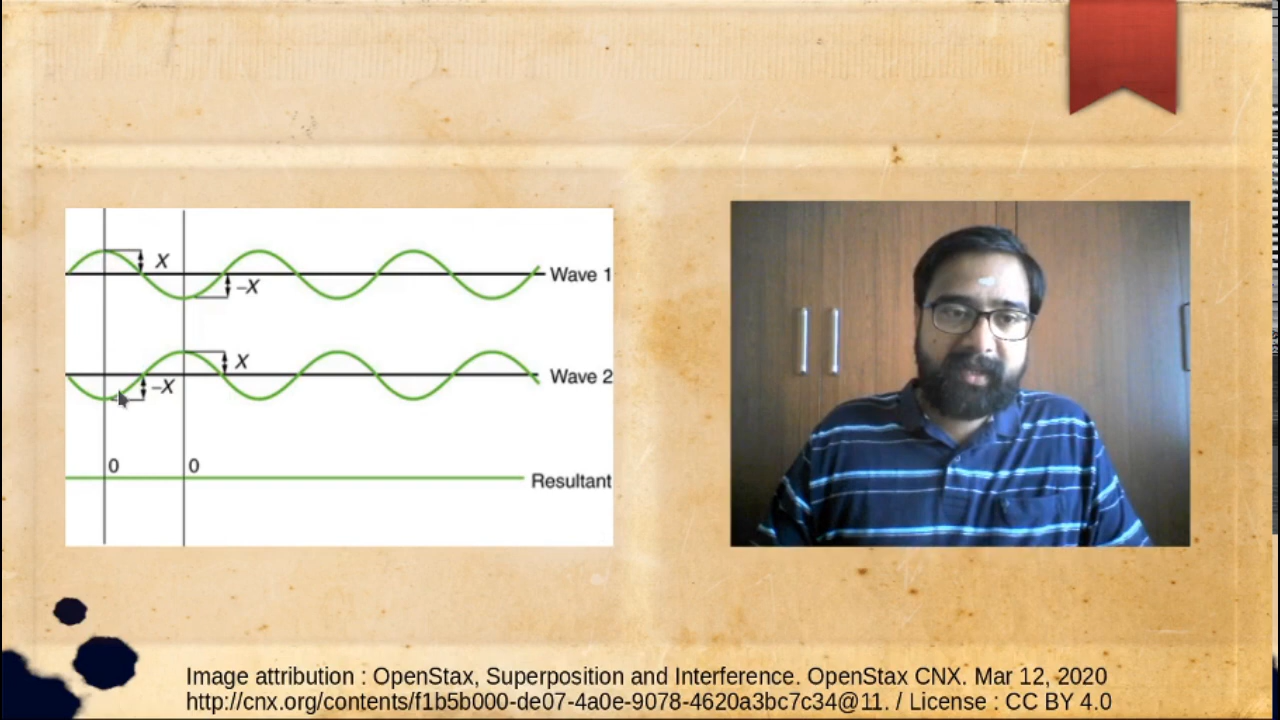 X
–X
Wave 1
X
–X
Wave 2
0
0
Resultant
Image attribution : OpenStax, Superposition and Interference. OpenStax CNX. Mar 12, 2020
http://cnx.org/contents/f1b5b000-de07-4a0e-9078-4620a3bc7c34@11. / License : CC BY 4.0